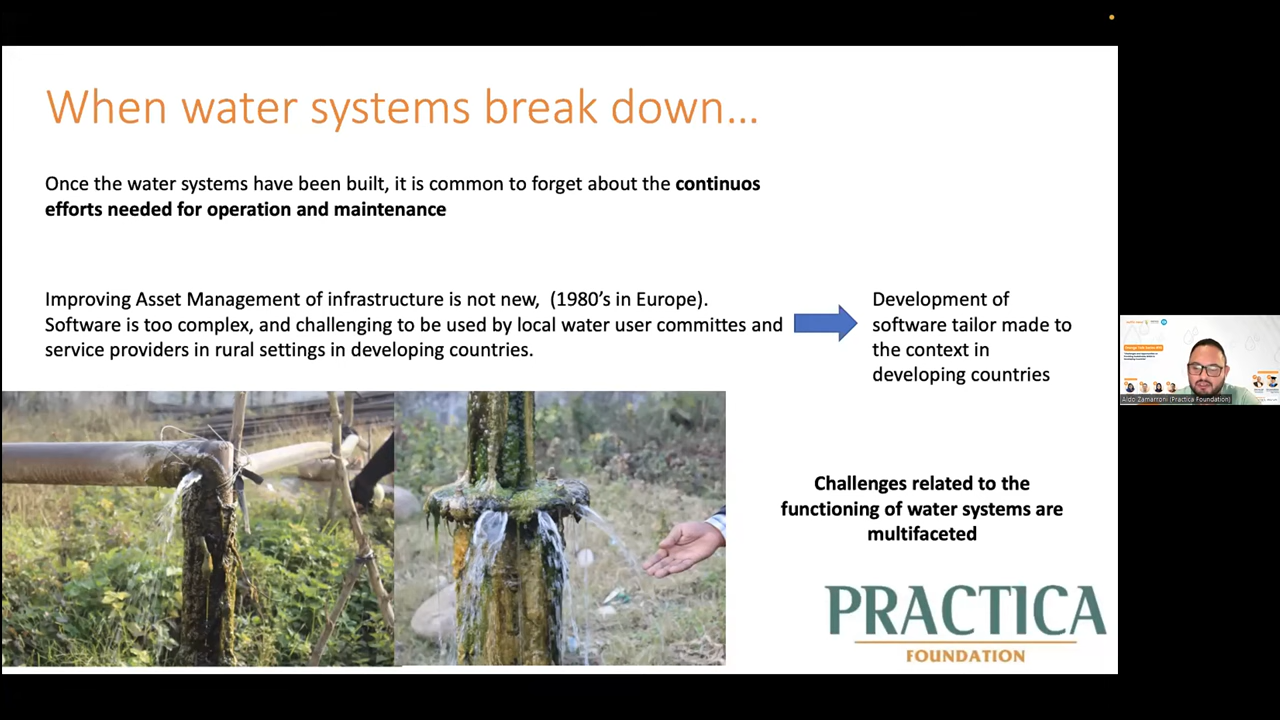 When water systems break down...
Once the water systems have been built, it is common to forget about the continuos
efforts needed for operation and maintenance
Improving Asset Management of infrastructure is not new,  (1980's in Europe).
Software is too complex, and challenging to be used by local water user committes and
service providers in rural settings in developing countries.
Development of
software tailor made to
the context in
developing countries
Challenges related to the
functioning of water systems are
multifaceted
PRACTICA
FOUNDATION
Aldo Zamarroni (Practica Foundation)